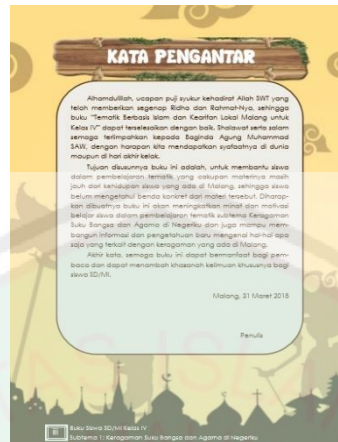 KATA PENGANTAR
Alhamdulillah, ucapan puji syukur kehadirat Allah SWT yang
telah memberikan segenap Ridha dan Rahmat-Nya, sehingga
buku "Tematik Berbasis Islam dan Kearifan Lokal Malang untuk
Kelas IV" dapat terselesaikan dengan baik. Shalawat serta salam
semoga terlimpahkan kepada Baginda Agung Muhammad
SAW, dengan harapan kita mendapatkan syafaatnya di dunia
maupun di hari akhir kelak.
Tujuan disusunnya buku ini adalah, untuk membantu siswa
dalam pembelajaran tematik yang cakupan materinya masih
jauh dari kehidupan siswa yang ada di Malang, sehingga siswa
belum mengetahui benda konkret dari materi tersebut. Diharap-
kan dibuatnya buku ini akan meningkatkan minat dan motivasi
belajar siswa dalam pembelajaran tematik subtema Keragaman
Suku Bangsa dan Agama di Negeriku dan juga mampu mem-
bangun informasi dan pengetahuan baru mengenai hal-hal apa
saja yang terkait dengan keragaman yang ada di Malang.
Akhir kata, semoga buku ini dapat bermanfaat bagi pem-
baca dan dapat menambah khazanah keilmuan khususnya bagi
siswa SD/MI.
Malang, 31 Maret 2018
Penulis
Buku Siswa SD/MI Kelas IV
Subtema 1: Keragaman Suku Bangsa dan Agama di Negeriku